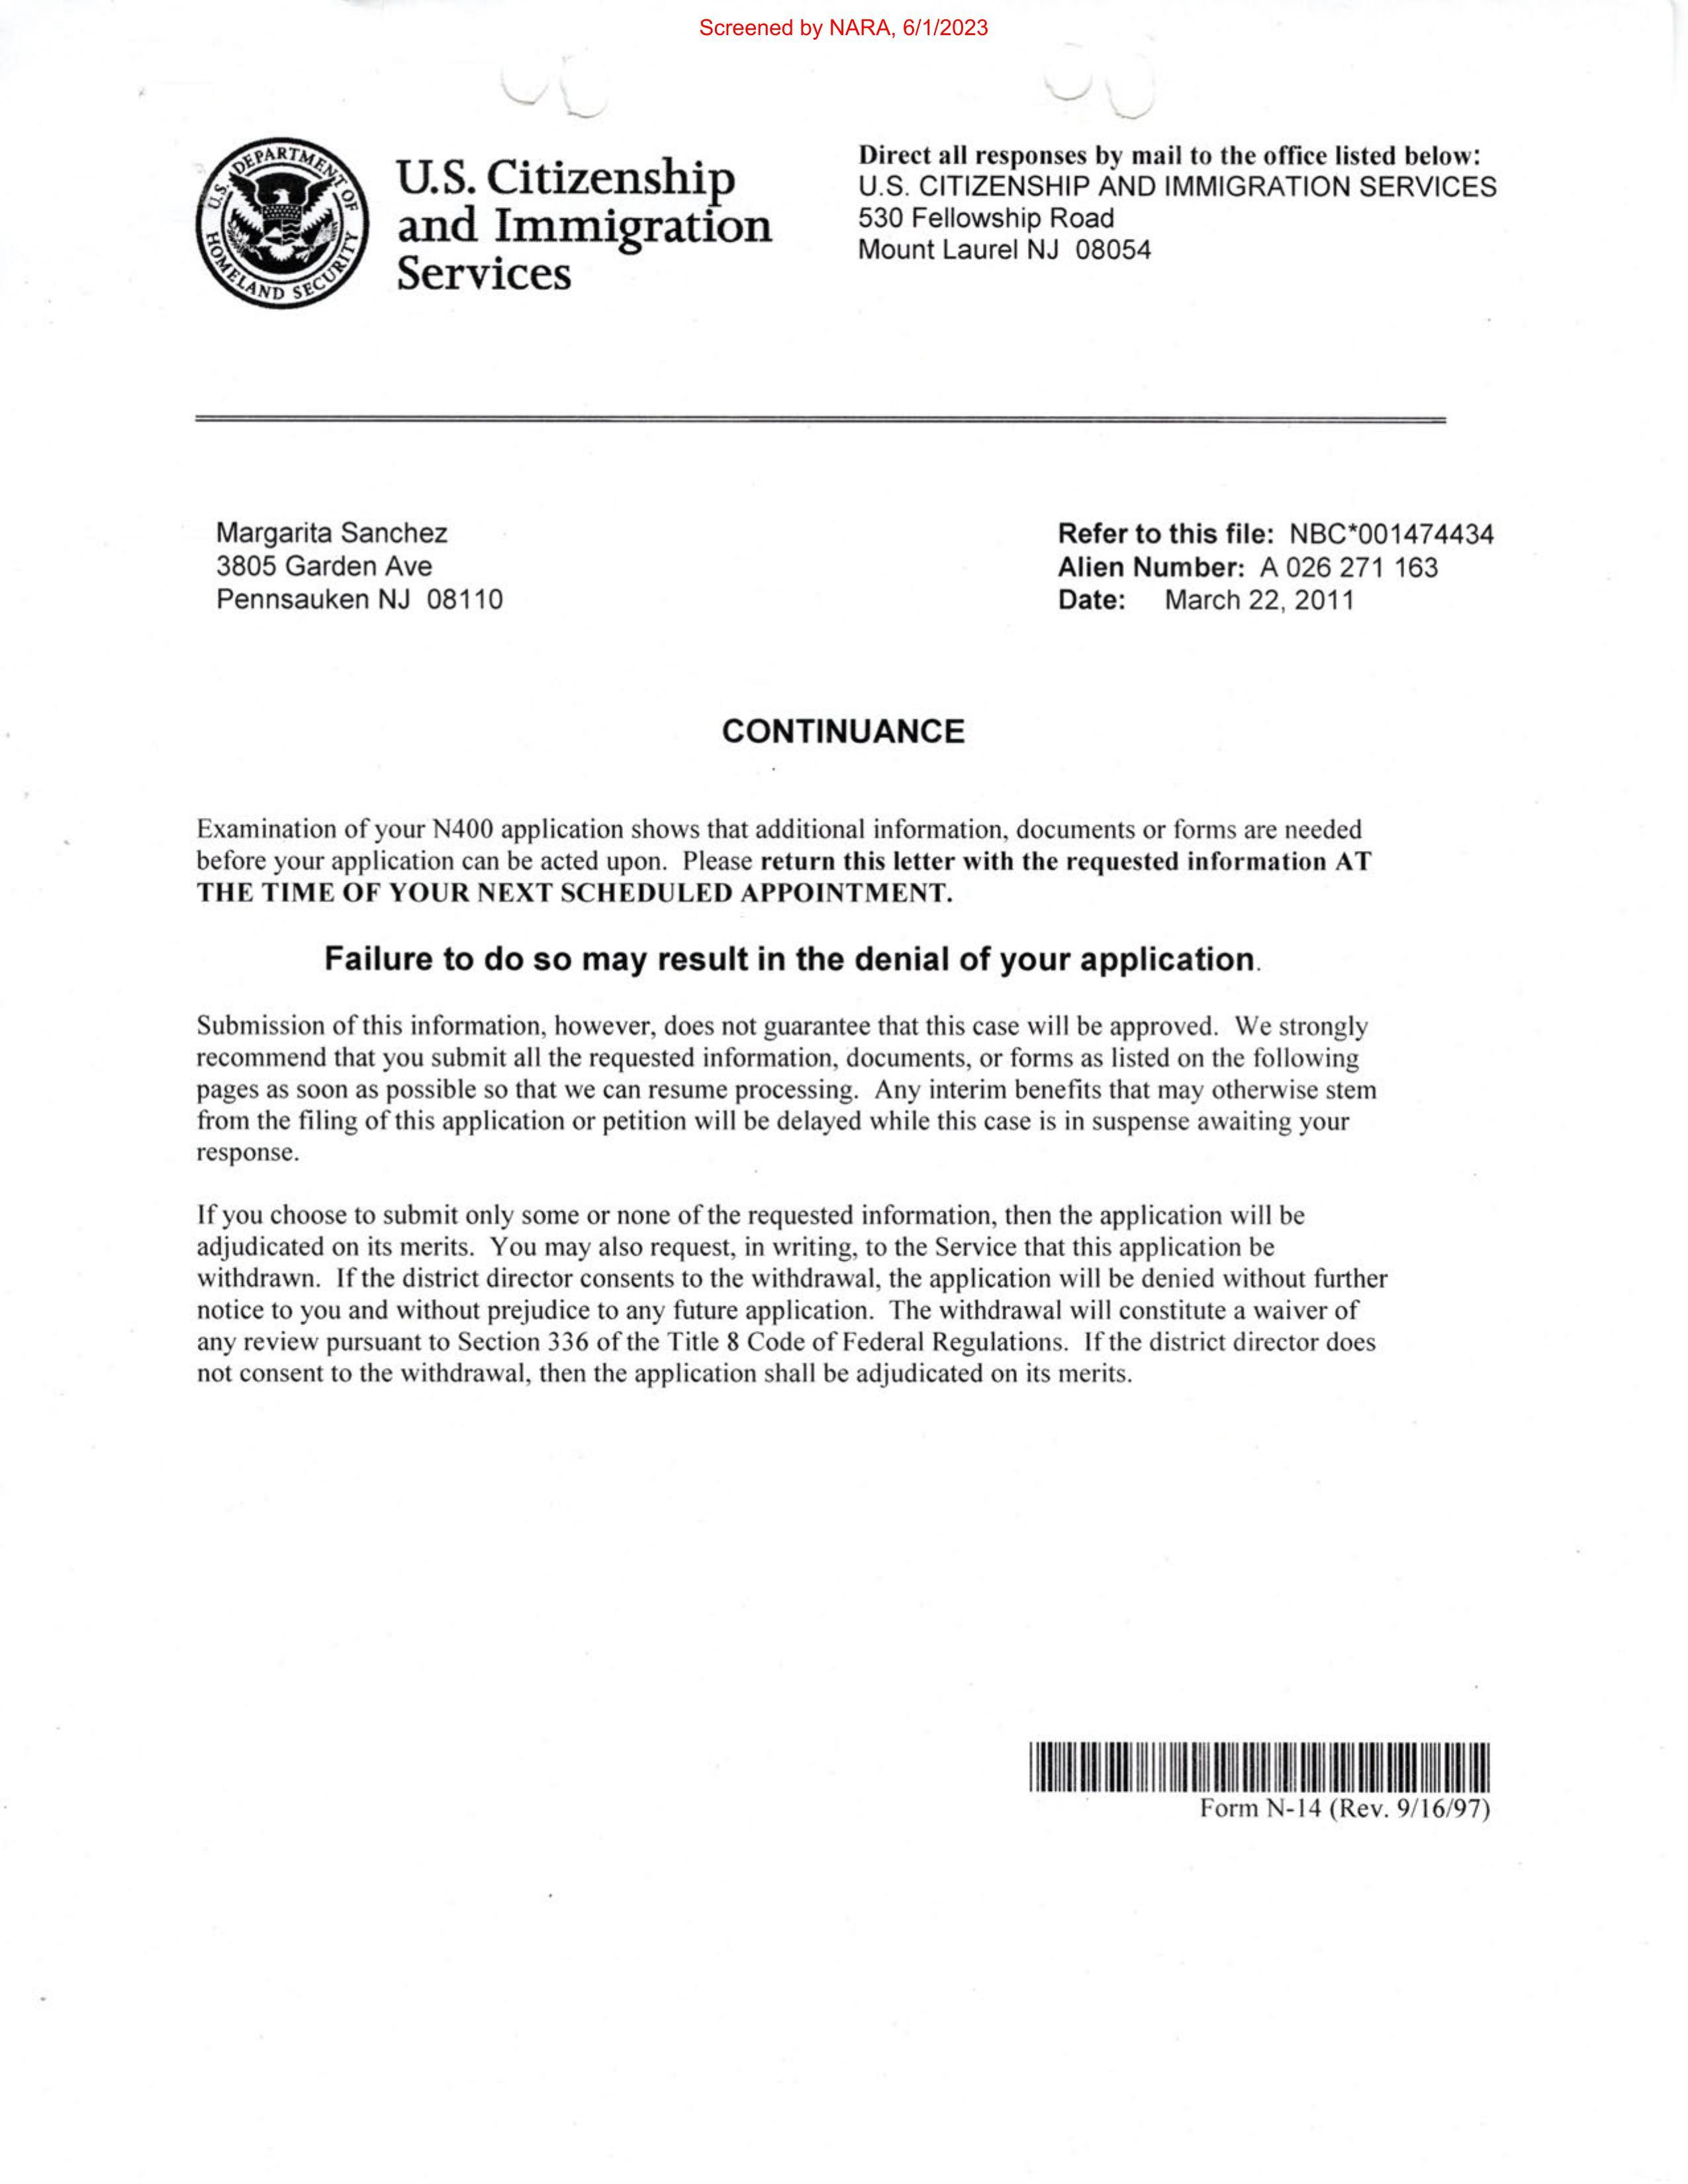 Screened by NARA, 6/1/2023
U.S. DEPARTMENT OF
HOMELAND SECURITY
U.S. Citizenship
and Immigration
Services
Direct all responses by mail to the office listed below:
U.S. CITIZENSHIP AND IMMIGRATION SERVICES
530 Fellowship Road
Mount Laurel NJ 08054
Margarita Sanchez
3805 Garden Ave
Pennsauken NJ 08110
Refer to this file: NBC*001474434
Alien Number: A 026 271 163
Date: March 22, 2011
CONTINUANCE
Examination of your N400 application shows that additional information, documents or forms are needed
before your application can be acted upon. Please return this letter with the requested information AT
THE TIME OF YOUR NEXT SCHEDULED APPOINTMENT.
Failure to do so may result in the denial of your application.
Submission of this information, however, does not guarantee that this case will be approved. We strongly
recommend that you submit all the requested information, documents, or forms as listed on the following
pages as soon as possible so that we can resume processing. Any interim benefits that may otherwise stem
from the filing of this application or petition will be delayed while this case is in suspense awaiting your
response.
If you choose to submit only some or none of the requested information, then the application will be
adjudicated on its merits. You may also request, in writing, to the Service that this application be
withdrawn. If the district director consents to the withdrawal, the application will be denied without further
notice to you and without prejudice to any future application. The withdrawal will constitute a waiver of
any review pursuant to Section 336 of the Title 8 Code of Federal Regulations. If the district director does
not consent to the withdrawal, then the application shall be adjudicated on its merits.
Form N-14 (Rev. 9/16/97)